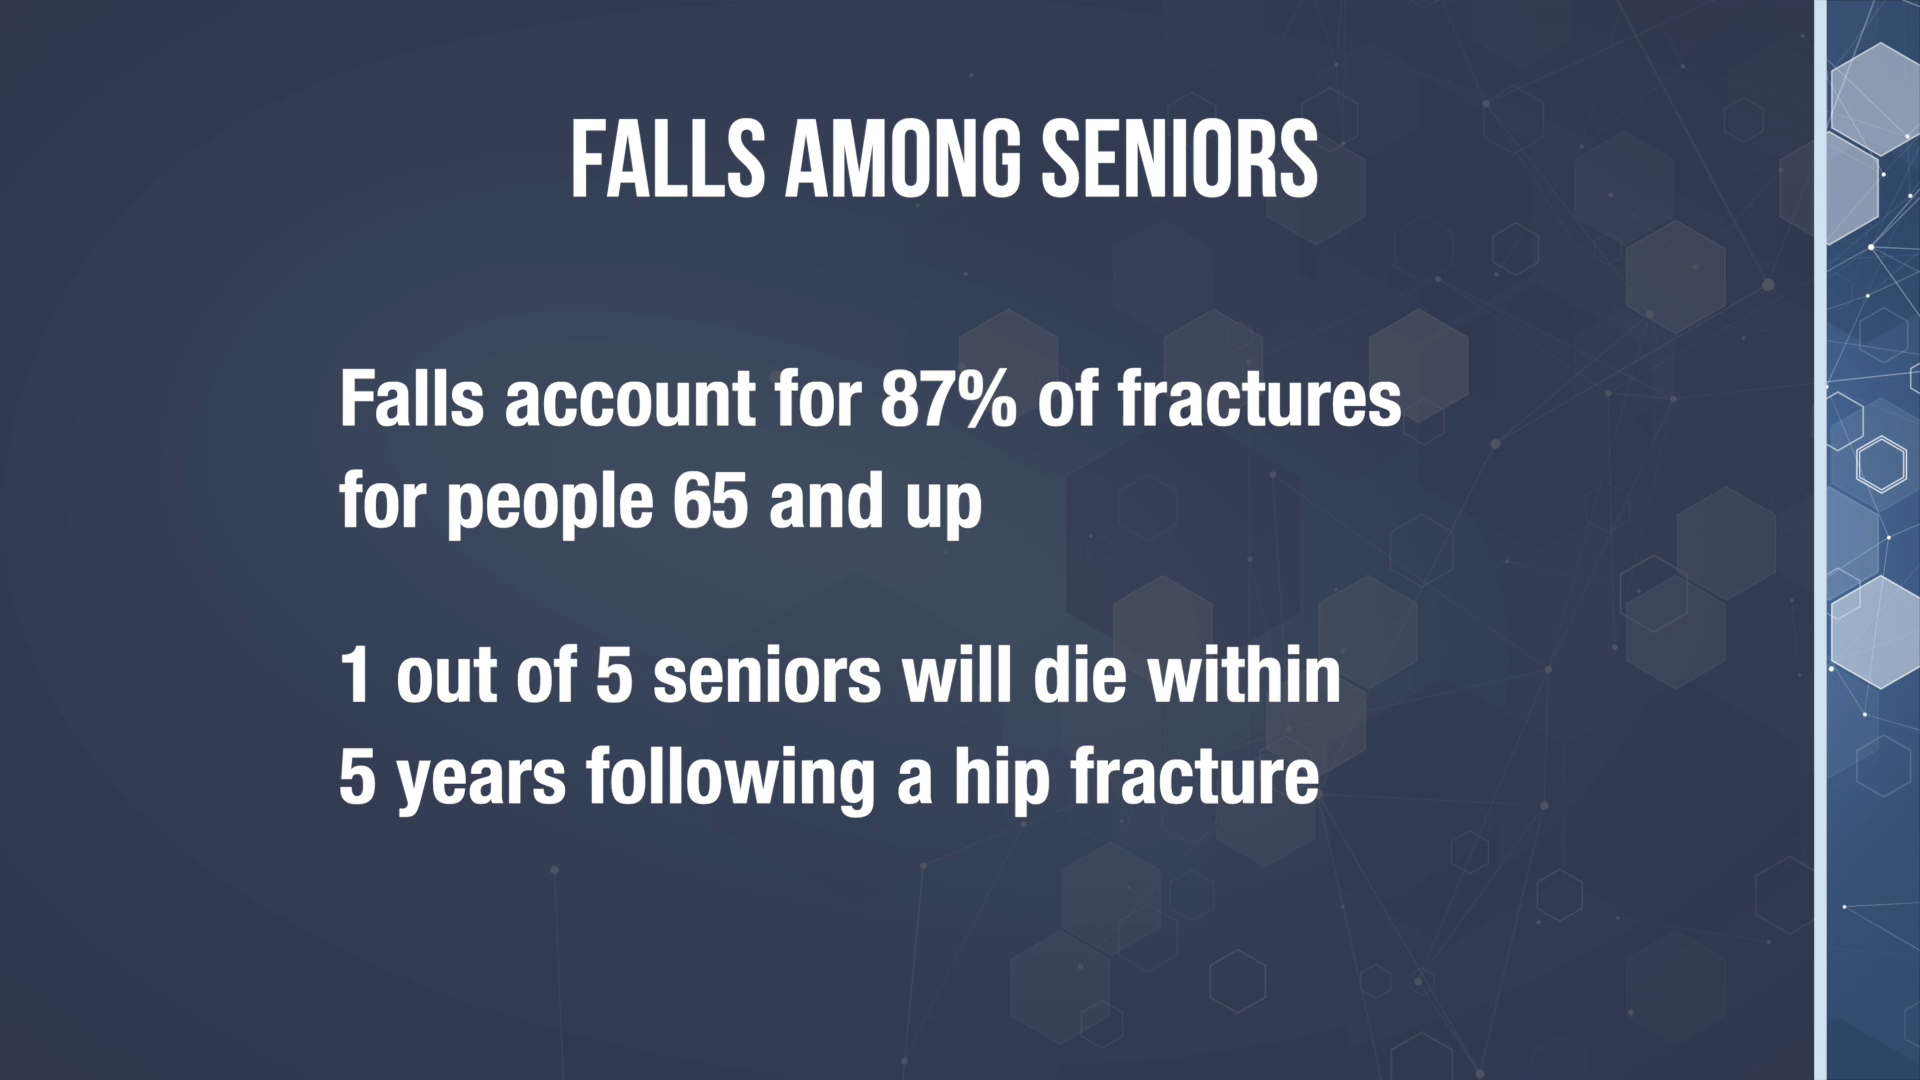 FALLS AMONG SENIORS
Falls account for 87% of fractures
for people 65 and up
1 out of 5 seniors will die within
5 years following a hip fracture